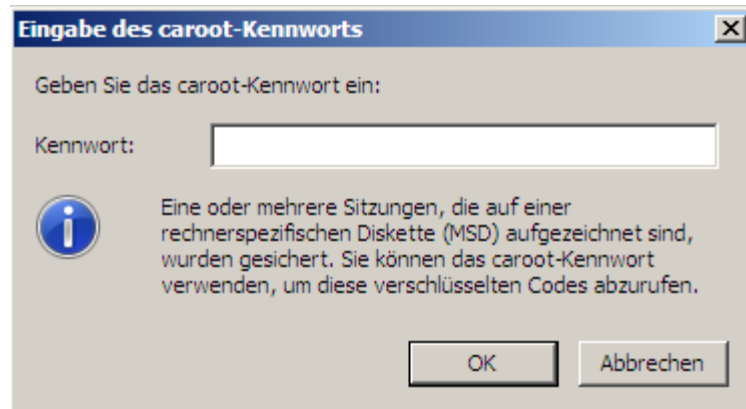 Eingabe des caroot-Kennworts
Geben Sie das caroot-Kennwort ein:
Kennwort:
Eine oder mehrere Sitzungen, die auf einer
rechnerspezifischen Diskette (MSD) aufgezeichnet sind,
wurden gesichert. Sie können das caroot-Kennwort
verwenden, um diese verschlüsselten Codes abzurufen.
OK
Abbrechen